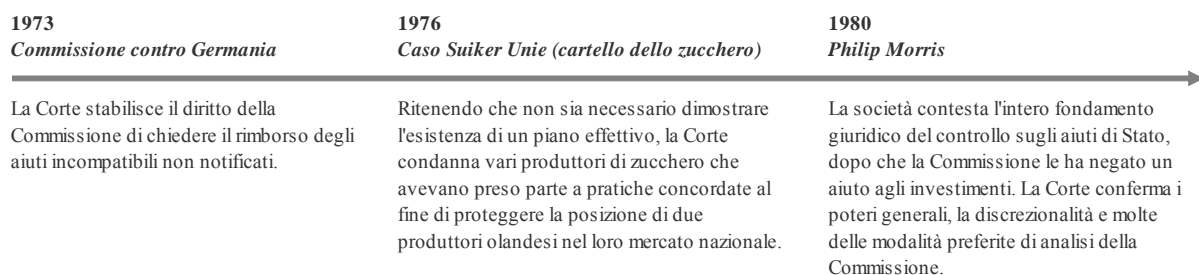 1973
Commissione contro Germania
La Corte stabilisce il diritto della
Commissione di chiedere il rimborso degli
aiuti incompatibili non notificati.
1976
Caso Suiker Unie (cartello dello zucchero)
Ritenendo che non sia necessario dimostrare
l'esistenza di un piano effettivo, la Corte
condanna vari produttori di zucchero che
avevano preso parte a pratiche concordate al
fine di proteggere la posizione di due
produttori olandesi nel loro mercato nazionale.
1980
Philip Morris
La società contesta l'intero fondamento
giuridico del controllo sugli aiuti di Stato,
dopo che la Commissione le ha negato un
aiuto agli investimenti. La Corte conferma i
poteri generali, la discrezionalità e molte
delle modalità preferite di analisi della
Commissione.